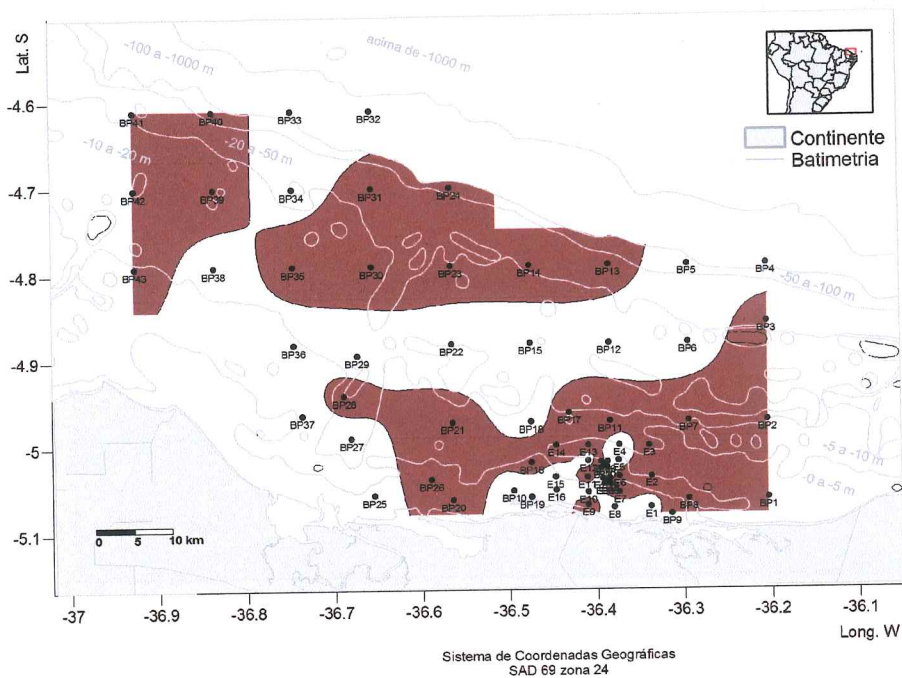 Lat. S
-4.6
-4.7
-4.8
-4.9
-5
-5.1
-100 a -1000 m
acima de -1000 m
-10 a -20 m
-20 a -50 m
-50 a -100 m
-5 a -10 m
-0 a -5 m
Continente
Batimetria
BP41
BP40
BP33
BP32
BP42
BP39
BP34
BP31
BP24
BP43
BP38
BP35
BP30
BP23
BP14
BP13
BP5
BP4
BP3
BP36
BP29
BP22
BP15
BP12
BP6
BP28
BP37
BP27
BP21
BP18
BP17
BP11
BP7
BP2
E14
E13
E4
E3
BP16
E15
E2
BP26
BP10
E16
BP25
BP20
BP19
E9
E8
E7
E1
BP8
BP9
BP1
0
10 km
-37
-36.9
-36.8
-36.7
-36.6
-36.5
-36.4
-36.3
-36.2
-36.1
Long. W
Sistema de Coordenadas Geográficas
SAD 69 zona 24